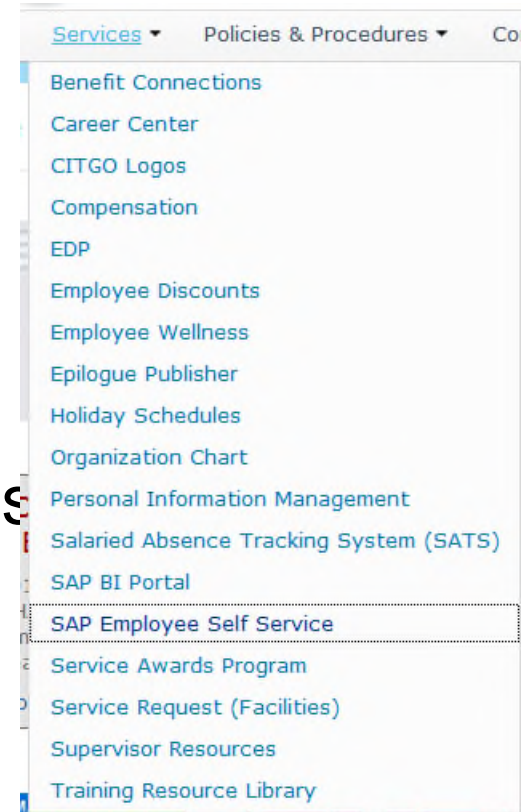 Services ▾ Policies & Procedures ▾ Co
Benefit Connections
Career Center
CITGO Logos
Compensation
EDP
Employee Discounts
Employee Wellness
Epilogue Publisher
Holiday Schedules
Organization Chart
Personal Information Management
Salaried Absence Tracking System (SATS)
SAP BI Portal
SAP Employee Self Service
Service Awards Program
Service Request (Facilities)
Supervisor Resources
Training Resource Library